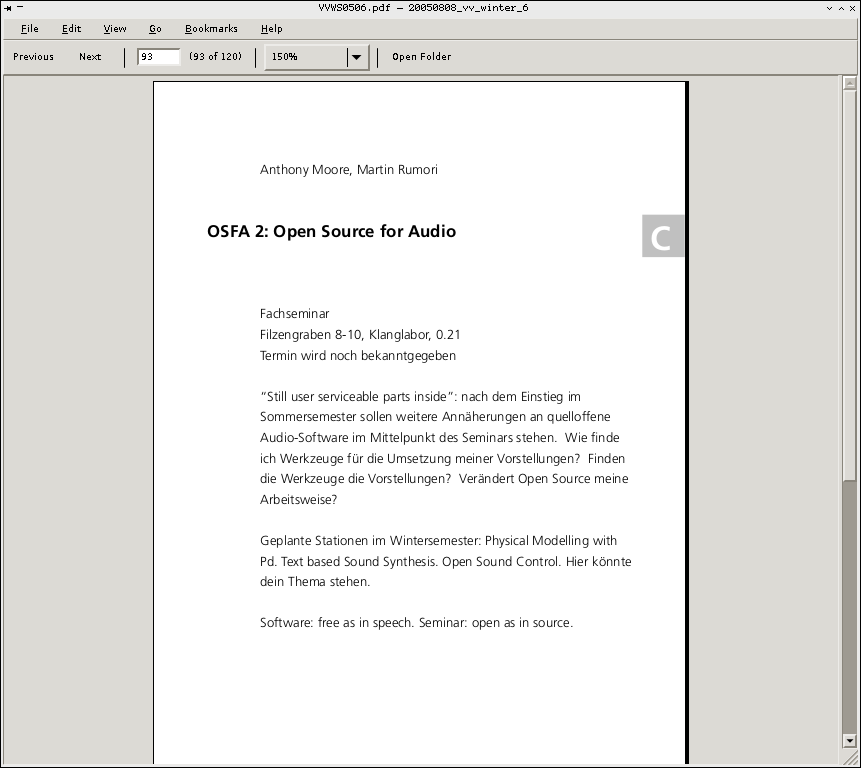 VVWS0506.pdf – 20050808_vv_winter_6
File Edit View Go Bookmarks Help
Previous Next 93 (93 of 120) 150% Open Folder
Anthony Moore, Martin Rumori
OSFA 2: Open Source for Audio
C
Fachseminar
Filzengraben 8-10, Klanglabor, 0.21
Termin wird noch bekanntgegeben
“Still user serviceable parts inside”: nach dem Einstieg im
Sommersemester sollen weitere Annäherungen an quelloffene
Audio-Software im Mittelpunkt des Seminars stehen. Wie finde
ich Werkzeuge für die Umsetzung meiner Vorstellungen? Finden
die Werkzeuge die Vorstellungen? Verändert Open Source meine
Arbeitsweise?
Geplante Stationen im Wintersemester: Physical Modelling with
Pd. Text based Sound Synthesis. Open Sound Control. Hier könnte
dein Thema stehen.
Software: free as in speech. Seminar: open as in source.